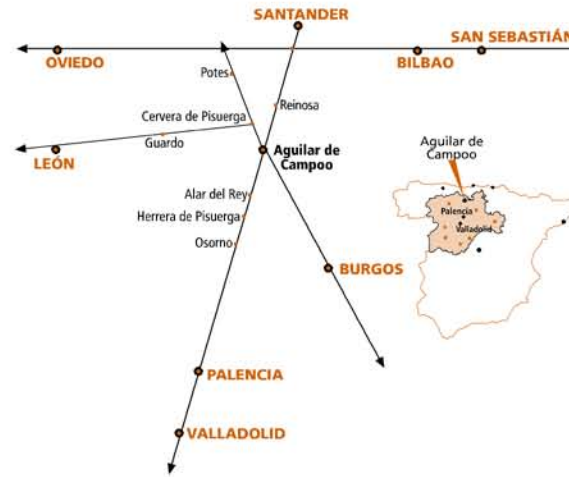 SANTANDER
OVIEDO
BILBAO
SAN SEBASTIÁN
Potes
Reinosa
Cervera de Pisuerga
Guardo
LEÓN
Aguilar de
Campoo
Alar del Rey
Herrera de Pisuerga
Osorno
BURGOS
PALENCIA
VALLADOLID
Aguilar de
Campoo
Palencia
Valladolid